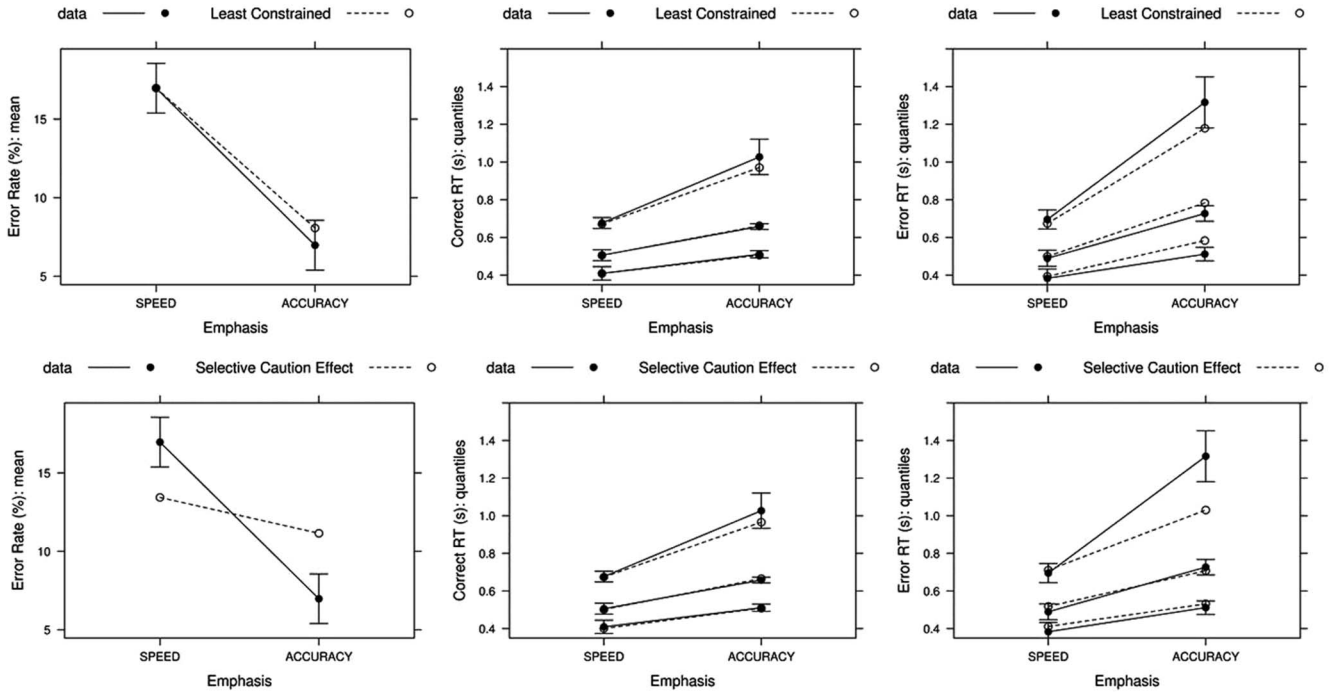 data Least Constrained
Error Rate (%): mean
15
10
5
SPEED ACCURACY
Emphasis
data Least Constrained
Correct RT (s): quantiles
1.4
1.2
1.0
0.8
0.6
0.4
SPEED ACCURACY
Emphasis
data Least Constrained
Error RT (s): quantiles
1.4
1.2
1.0
0.8
0.6
0.4
SPEED ACCURACY
Emphasis
data Selective Caution Effect
Error Rate (%): mean
15
10
5
SPEED ACCURACY
Emphasis
data Selective Caution Effect
Correct RT (s): quantiles
1.4
1.2
1.0
0.8
0.6
0.4
SPEED ACCURACY
Emphasis
data Selective Caution Effect
Error RT (s): quantiles
1.4
1.2
1.0
0.8
0.6
0.4
SPEED ACCURACY
Emphasis